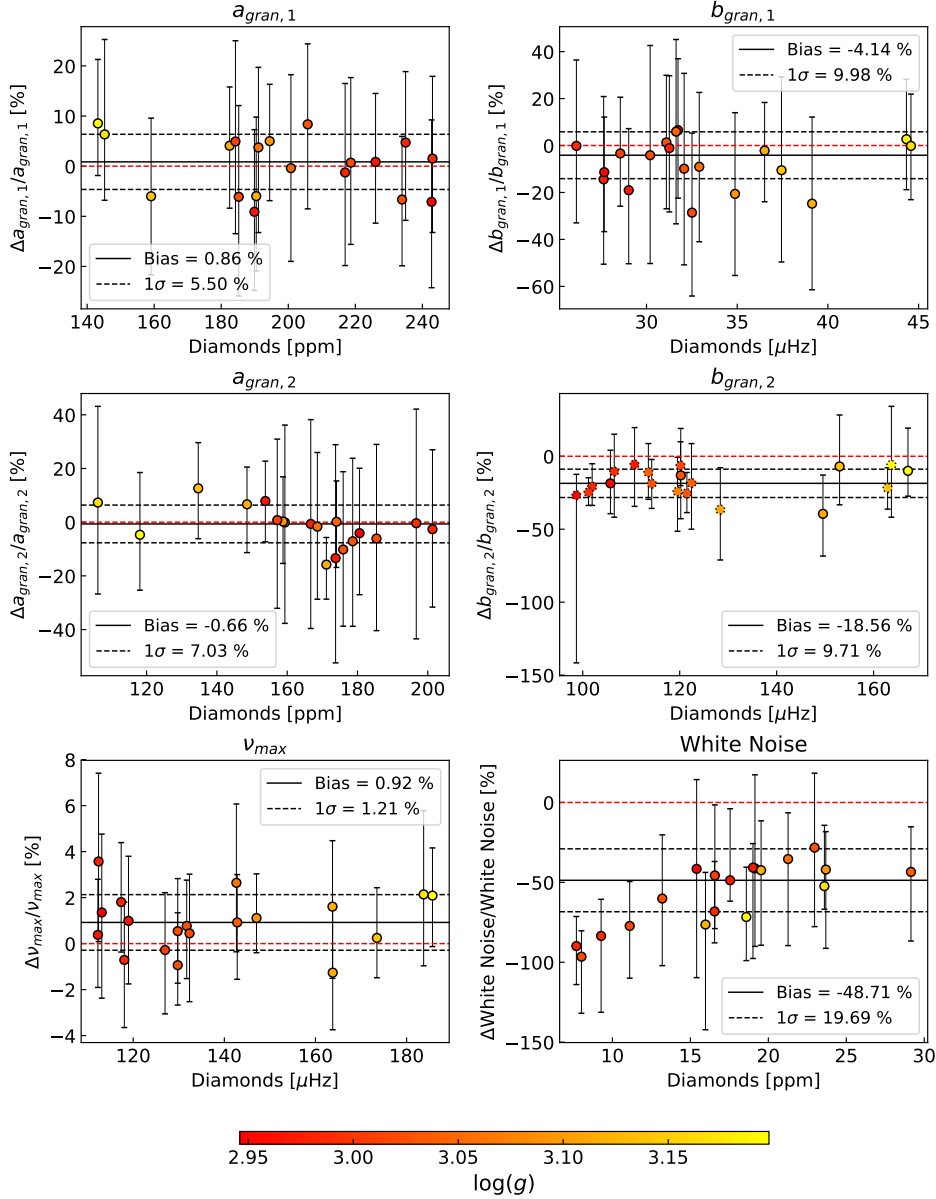 a_gran,1
Δa_gran,1/a_gran,1 [%]
20
10
0
−10
−20
Bias = 0.86 %
1σ = 5.50 %
140 160 180 200 220 240
Diamonds [ppm]
b_gran,1
Δb_gran,1/b_gran,1 [%]
60
40
20
0
−20
−40
−60
Bias = -4.14 %
1σ = 9.98 %
30 35 40 45
Diamonds [μHz]
a_gran,2
Δa_gran,2/a_gran,2 [%]
40
20
0
−20
−40
Bias = -0.66 %
1σ = 7.03 %
120 140 160 180 200
Diamonds [ppm]
b_gran,2
Δb_gran,2/b_gran,2 [%]
0
−50
−100
−150
Bias = -18.56 %
1σ = 9.71 %
100 120 140 160
Diamonds [μHz]
ν_max
Δν_max/ν_max [%]
8
6
4
2
0
−2
−4
Bias = 0.92 %
1σ = 1.21 %
120 140 160 180
Diamonds [μHz]
White Noise
ΔWhite Noise/White Noise [%]
0
−50
−100
−150
Bias = -48.71 %
1σ = 19.69 %
10 15 20 25 30
Diamonds [ppm]
2.95 3.00 3.05 3.10 3.15
log(g)